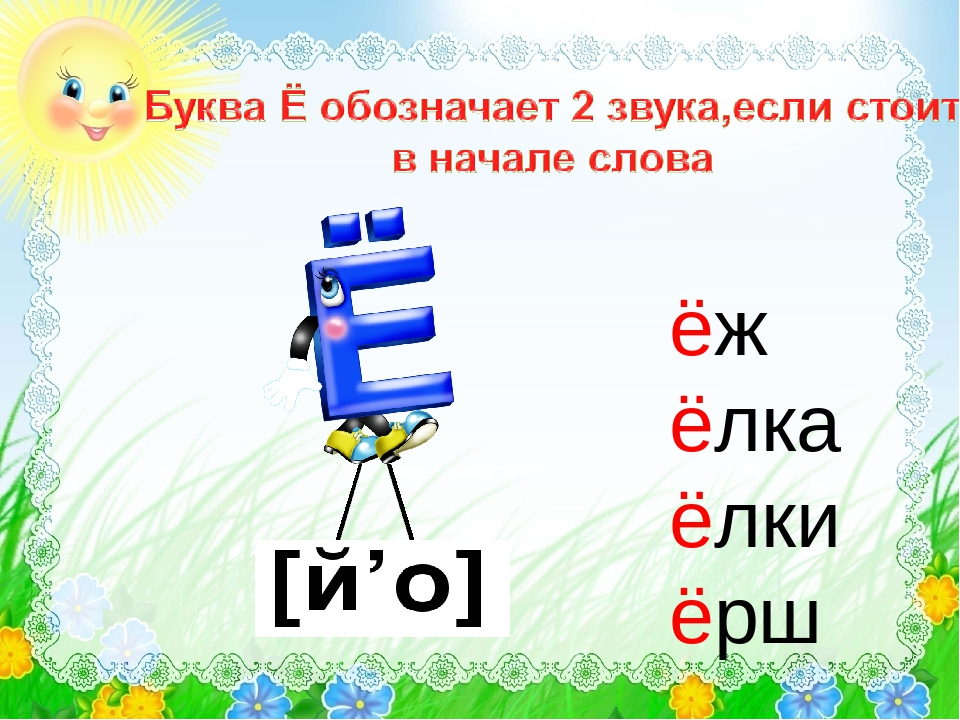 Буква Ё обозначает 2 звука,если стоит
в начале слова
Ё
ёж
ёлка
ёлки
ёрш
[й’о]